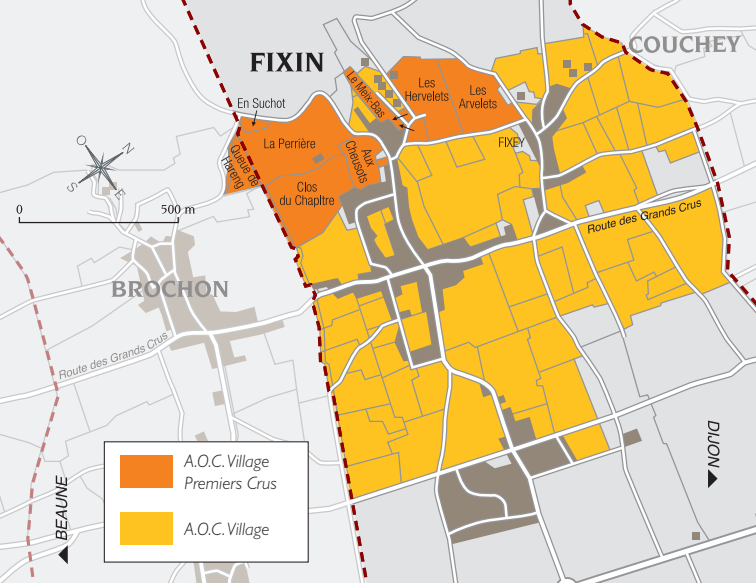 FIXIN
COUCHEY
Le Meix-Bas
Les
Hervelets
Les
Arvelets
En Suchot
La Perrière
Aux
Cheusots
FIXEY
Queue de
Hareng
Clos
du Chapître
O
N
S
E
0
500 m
Route des Grands Crus
BROCHON
Route des Grands Crus
DIJON
BEAUNE
A.O.C. Village
Premiers Crus
A.O.C. Village